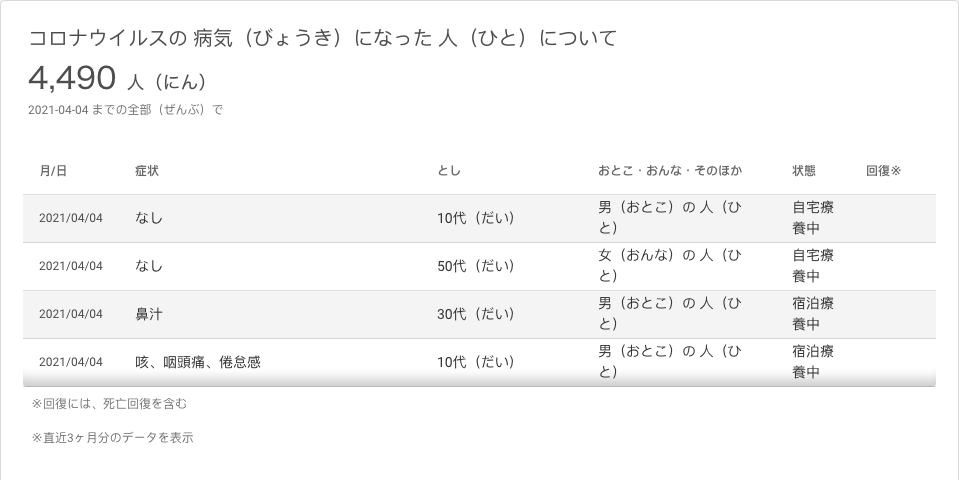 コロナウイルスの 病気（びょうき）になった 人（ひと）について
4,490 人（にん）
2021-04-04 までの全部（ぜんぶ）で
月/日 症状 とし おとこ・おんな・そのほか 状態 回復※
2021/04/04 なし 10代（だい） 男（おとこ）の 人（ひと） 自宅療養中
2021/04/04 なし 50代（だい） 女（おんな）の 人（ひと） 自宅療養中
2021/04/04 鼻汁 30代（だい） 男（おとこ）の 人（ひと） 宿泊療養中
2021/04/04 咳、咽頭痛、倦怠感 10代（だい） 男（おとこ）の 人（ひと） 宿泊療養中
※回復には、死亡回復を含む
※直近3ヶ月分のデータを表示